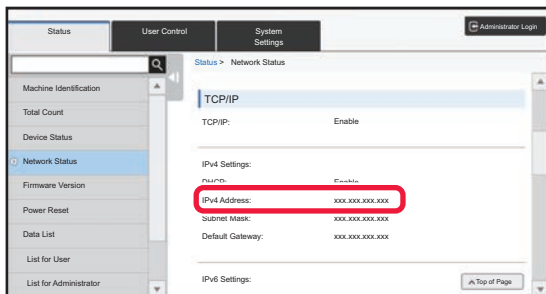 Status
User Control
System
Settings
Administrator Login
Status > Network Status
Machine Identification
Total Count
Device Status
Network Status
Firmware Version
Power Reset
Data List
List for User
List for Administrator
TCP/IP
TCP/IP: Enable
IPv4 Settings:
DHCP: Enable
IPv4 Address: xxx.xxx.xxx.xxx
Subnet Mask: xxx.xxx.xxx.xxx
Default Gateway: xxx.xxx.xxx.xxx
IPv6 Settings:
Top of Page